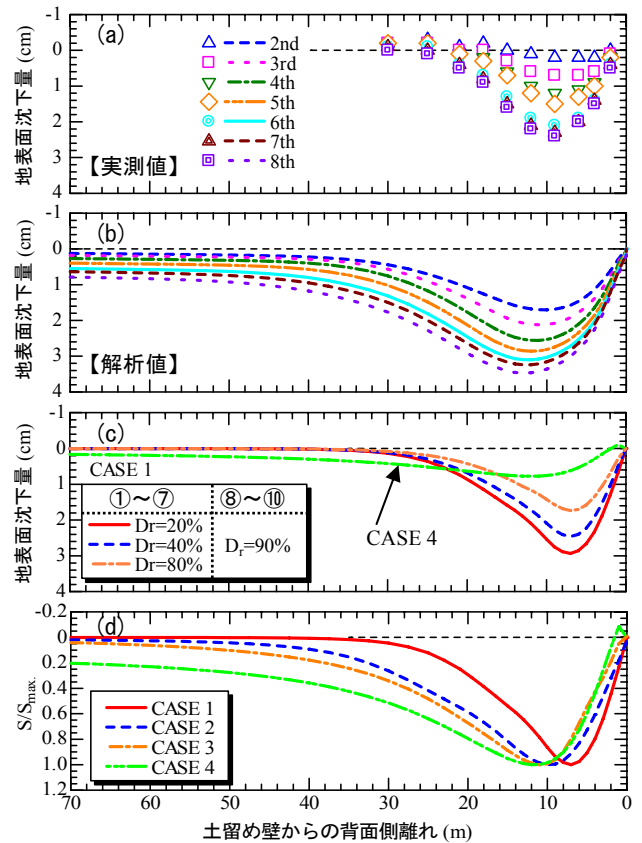 (a)
-1
0
1
2
3
4
地表面沈下量 (cm)
2nd
3rd
4th
5th
6th
7th
8th
40
30
20
10
0
【実測値】
(b)
-1
0
1
2
3
4
地表面沈下量 (cm)
【解析値】
(c)
-1
0
1
2
3
4
地表面沈下量 (cm)
CASE 1
①~⑦ ⑧~⑩
Dr=20%
Dr=40%
Dr=80%
Dr=90%
CASE 4
(d)
-0.2
0
0.2
0.4
0.6
0.8
1.0
1.2
S/Smax.
CASE 1
CASE 2
CASE 3
CASE 4
70 60 50 40 30 20 10 0
土留め壁からの背面側離れ (m)